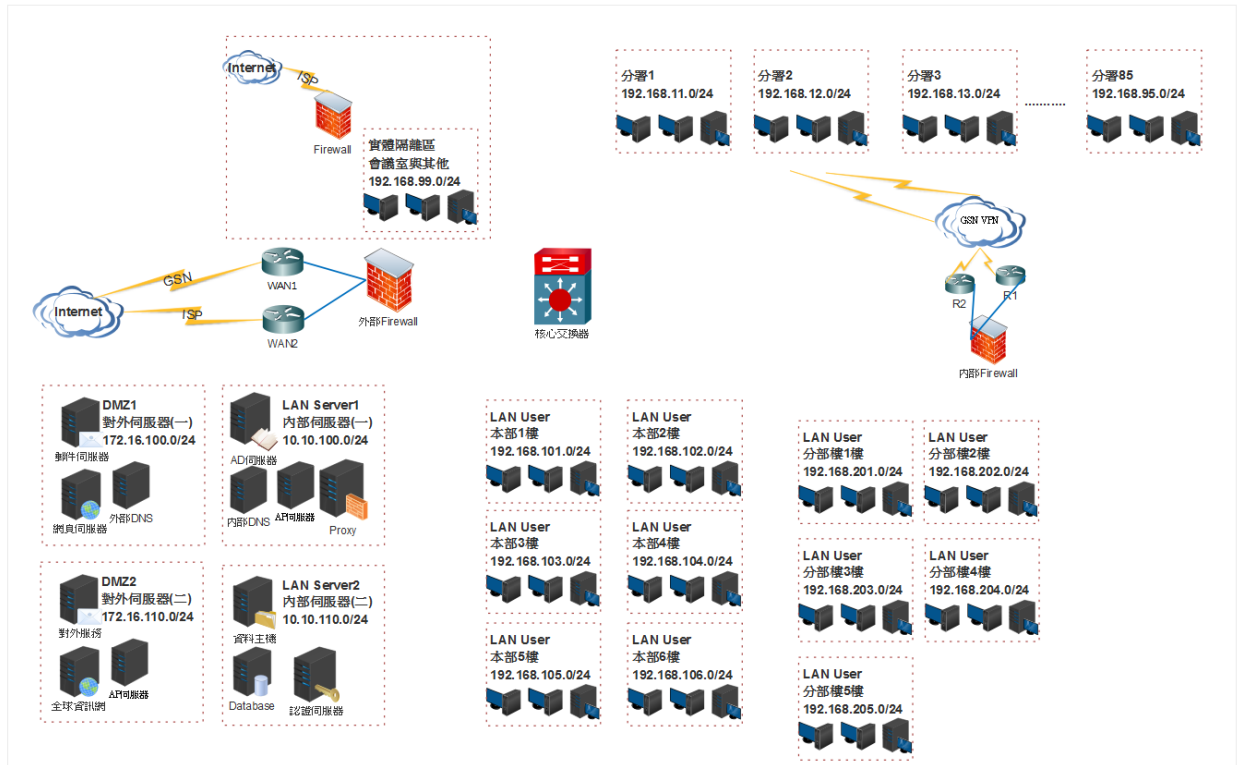 Internet
ISP
Firewall
實體隔離區
會議室與其他
192.168.99.0/24
分署1
192.168.11.0/24
分署2
192.168.12.0/24
分署3
192.168.13.0/24
...........
分署85
192.168.95.0/24
GSN VPN
R2
R1
內部Firewall
Internet
GSN
ISP
WAN1
WAN2
外部Firewall
核心交換器
DMZ1
對外伺服器(一)
172.16.100.0/24
郵件伺服器
網頁伺服器
外部DNS
LAN Server1
內部伺服器(一)
10.10.100.0/24
AD伺服器
內部DNS
API伺服器
Proxy
DMZ2
對外伺服器(二)
172.16.110.0/24
對外服務
全球資訊網
API伺服器
LAN Server2
內部伺服器(二)
10.10.110.0/24
資料主機
Database
認證伺服器
LAN User
本部1樓
192.168.101.0/24
LAN User
本部2樓
192.168.102.0/24
LAN User
本部3樓
192.168.103.0/24
LAN User
本部4樓
192.168.104.0/24
LAN User
本部5樓
192.168.105.0/24
LAN User
本部6樓
192.168.106.0/24
LAN User
分部樓1樓
192.168.201.0/24
LAN User
分部樓2樓
192.168.202.0/24
LAN User
分部樓3樓
192.168.203.0/24
LAN User
分部樓4樓
192.168.204.0/24
LAN User
分部樓5樓
192.168.205.0/24